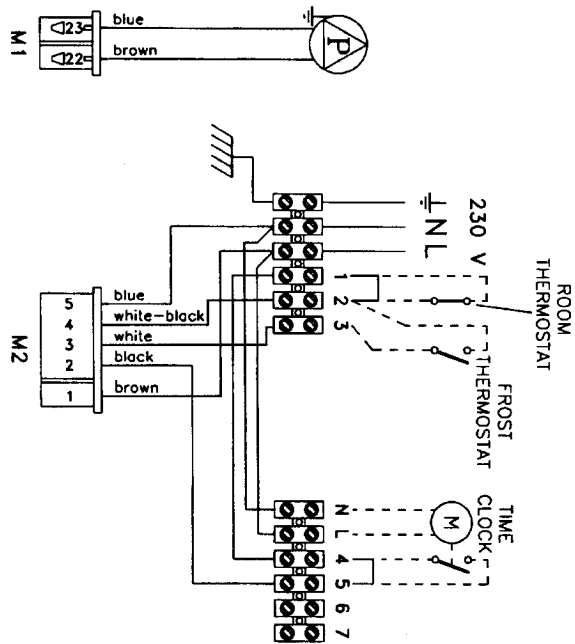 M1
23
22
blue
brown
P
230 V
N
L
1
2
3
ROOM
THERMOSTAT
FROST
THERMOSTAT
M2
5
4
3
2
1
blue
white-black
white
black
brown
TIME
CLOCK
M
N
L
4
5
6
7